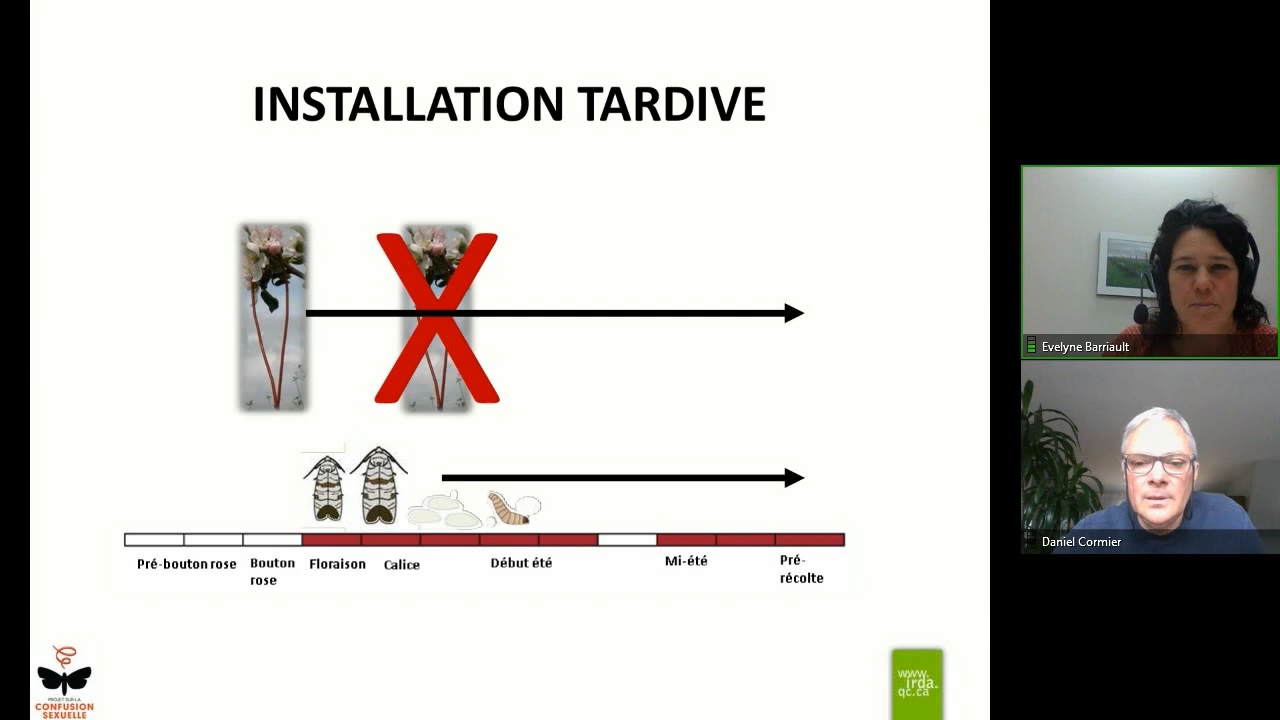 INSTALLATION TARDIVE
Pré-bouton rose
Bouton
rose
Floraison
Calice
Début été
Mi-été
Pré-
récolte
PROJET SUR LA
CONFUSION
SEXUELLE
www.
irda.
qc.ca
Evelyne Barriault
Daniel Cormier